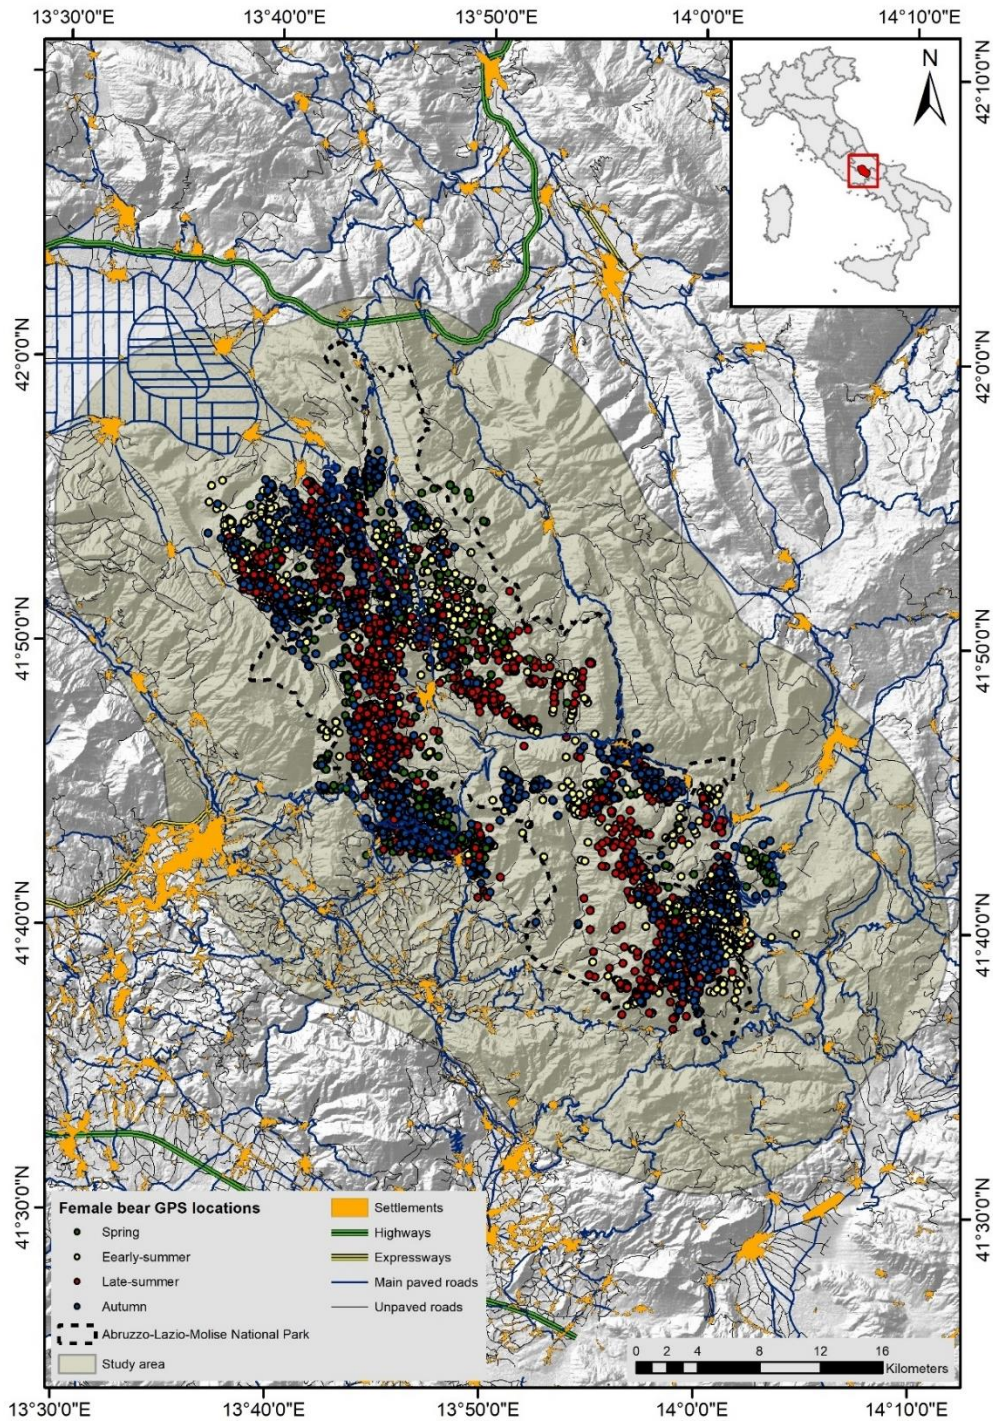 13°30'0"E 13°40'0"E 13°50'0"E 14°0'0"E 14°10'0"E
N
42°10'0"N
42°0'0"N 42°0'0"N
41°50'0"N 41°50'0"N
41°40'0"N 41°40'0"N
41°30'0"N 41°30'0"N
Female bear GPS locations
Spring
Eearly-summer
Late-summer
Autumn
Abruzzo-Lazio-Molise National Park
Study area
Settlements
Highways
Expressways
Main paved roads
Unpaved roads
0 2 4 8 12 16
Kilometers
13°30'0"E 13°40'0"E 13°50'0"E 14°0'0"E 14°10'0"E